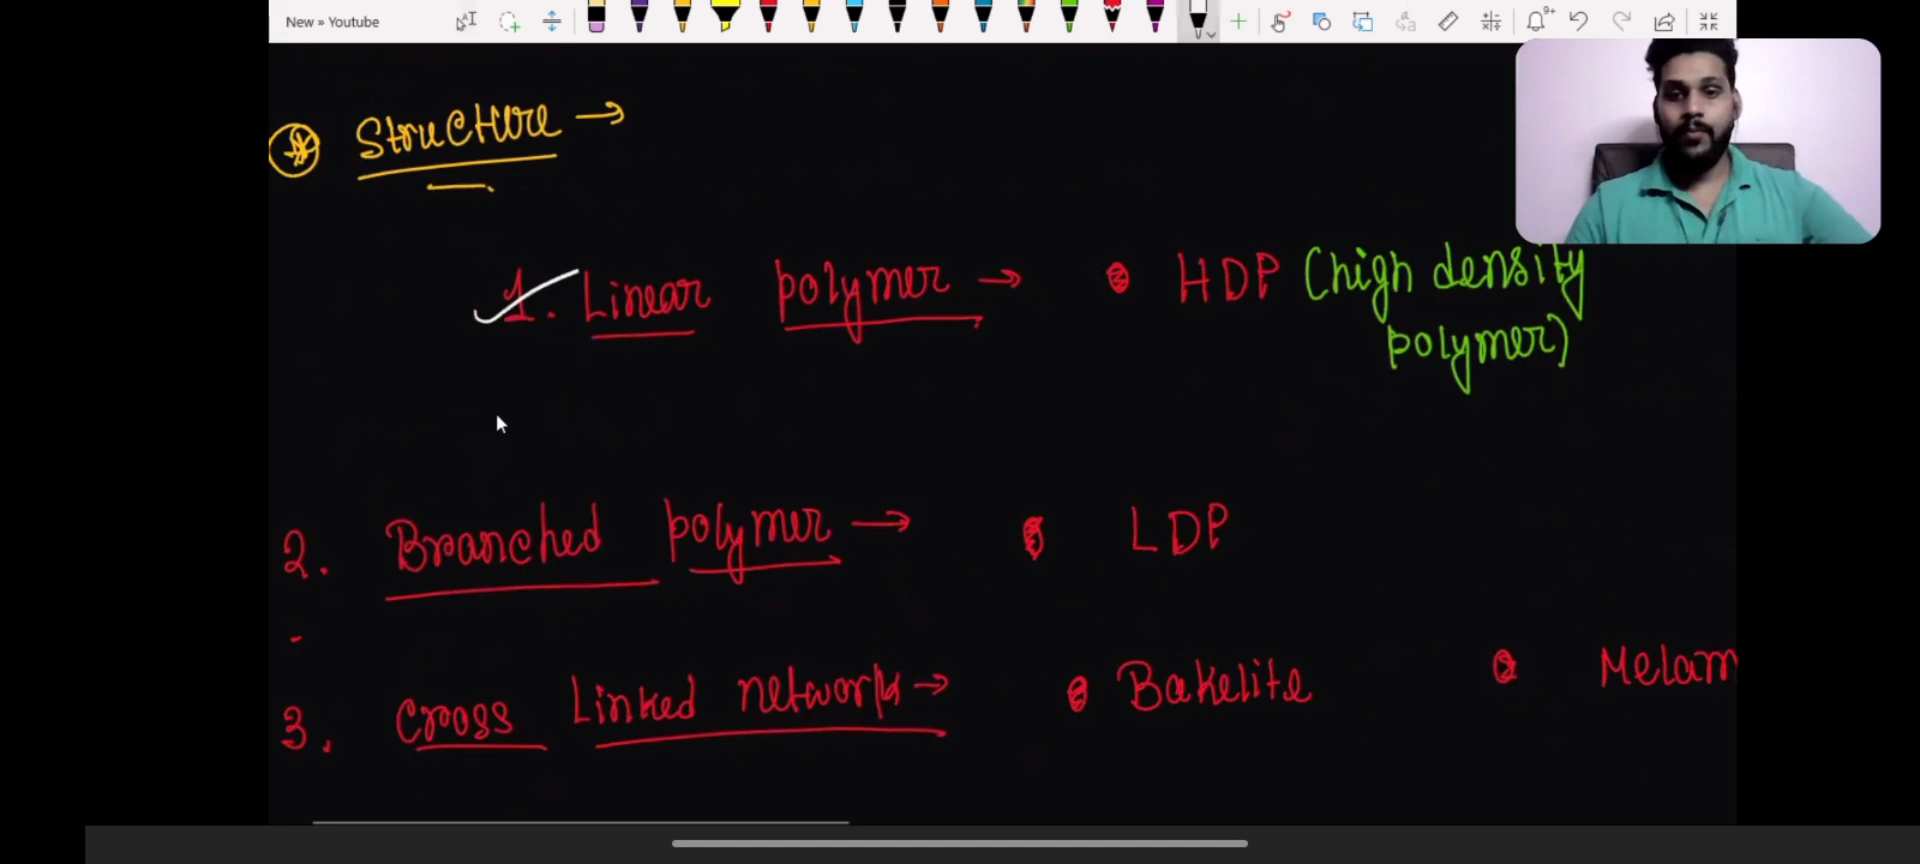 New » Youtube
9+
Structure →
1. Linear polymer → HDP (high density
polymer)
2. Branched polymer → LDP
3. Cross Linked network → Bakelite Melam